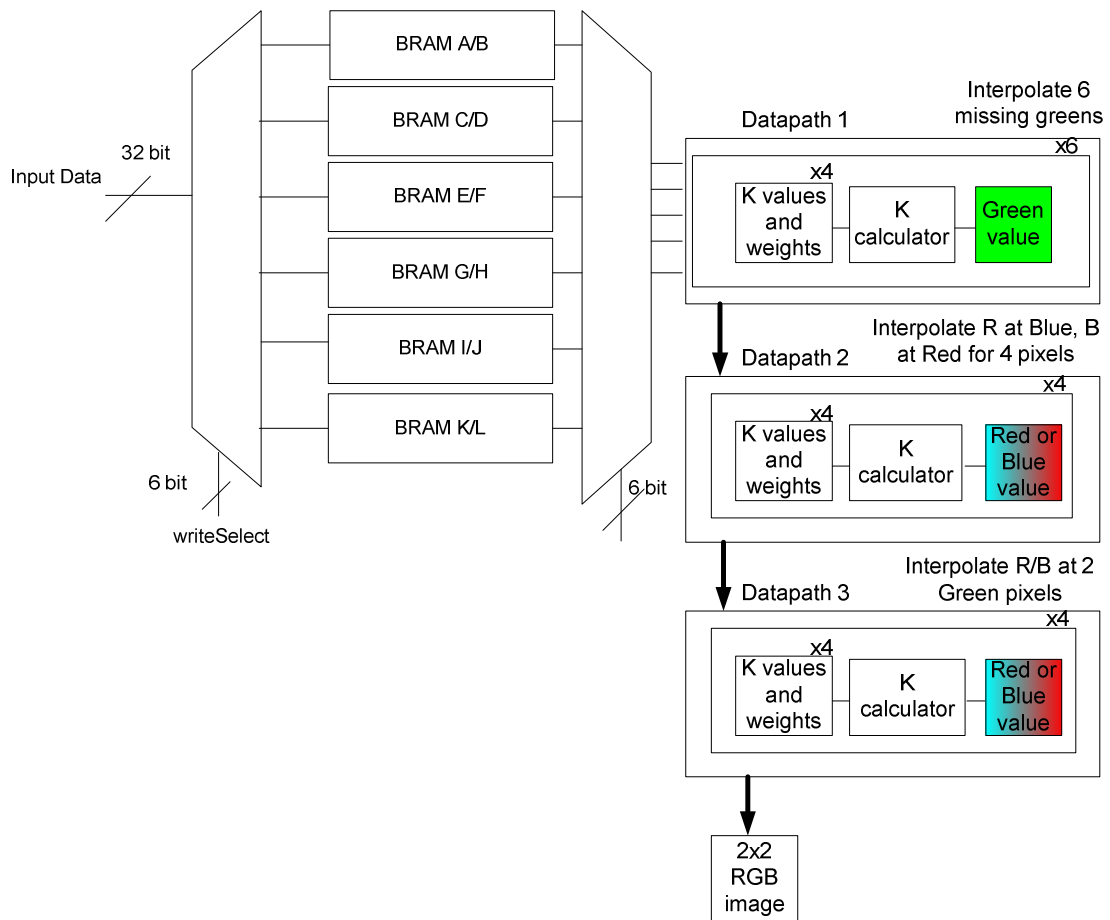 BRAM A/B
BRAM C/D
BRAM E/F
BRAM G/H
BRAM I/J
BRAM K/L
32 bit
Input Data
6 bit
writeSelect
6 bit
Interpolate 6
missing greens
Datapath 1
x6
x4
K values
and
weights
K
calculator
Green
value
Interpolate R at Blue, B
at Red for 4 pixels
Datapath 2
x4
x4
K values
and
weights
K
calculator
Red or
Blue
value
Interpolate R/B at 2
Green pixels
Datapath 3
x4
x4
K values
and
weights
K
calculator
Red or
Blue
value
2x2
RGB
image